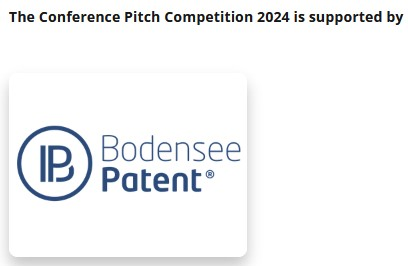 The Conference Pitch Competition 2024 is supported by
Bodensee
Patent®